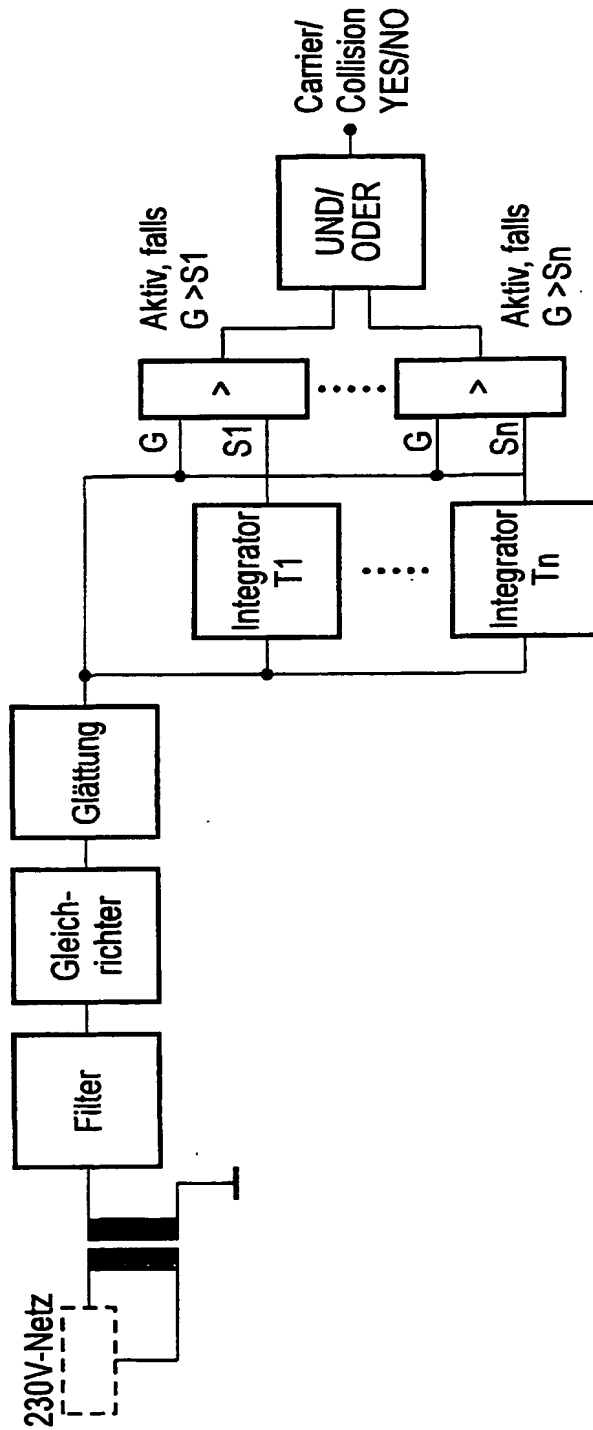 230V-Netz
Filter
Gleich-
richter
Glättung
Integrator
T1
Integrator
Tn
G
S1
G
Sn
>
>
Aktiv, falls
G >S1
Aktiv, falls
G >Sn
UND/
ODER
Carrier/
Collision
YES/NO